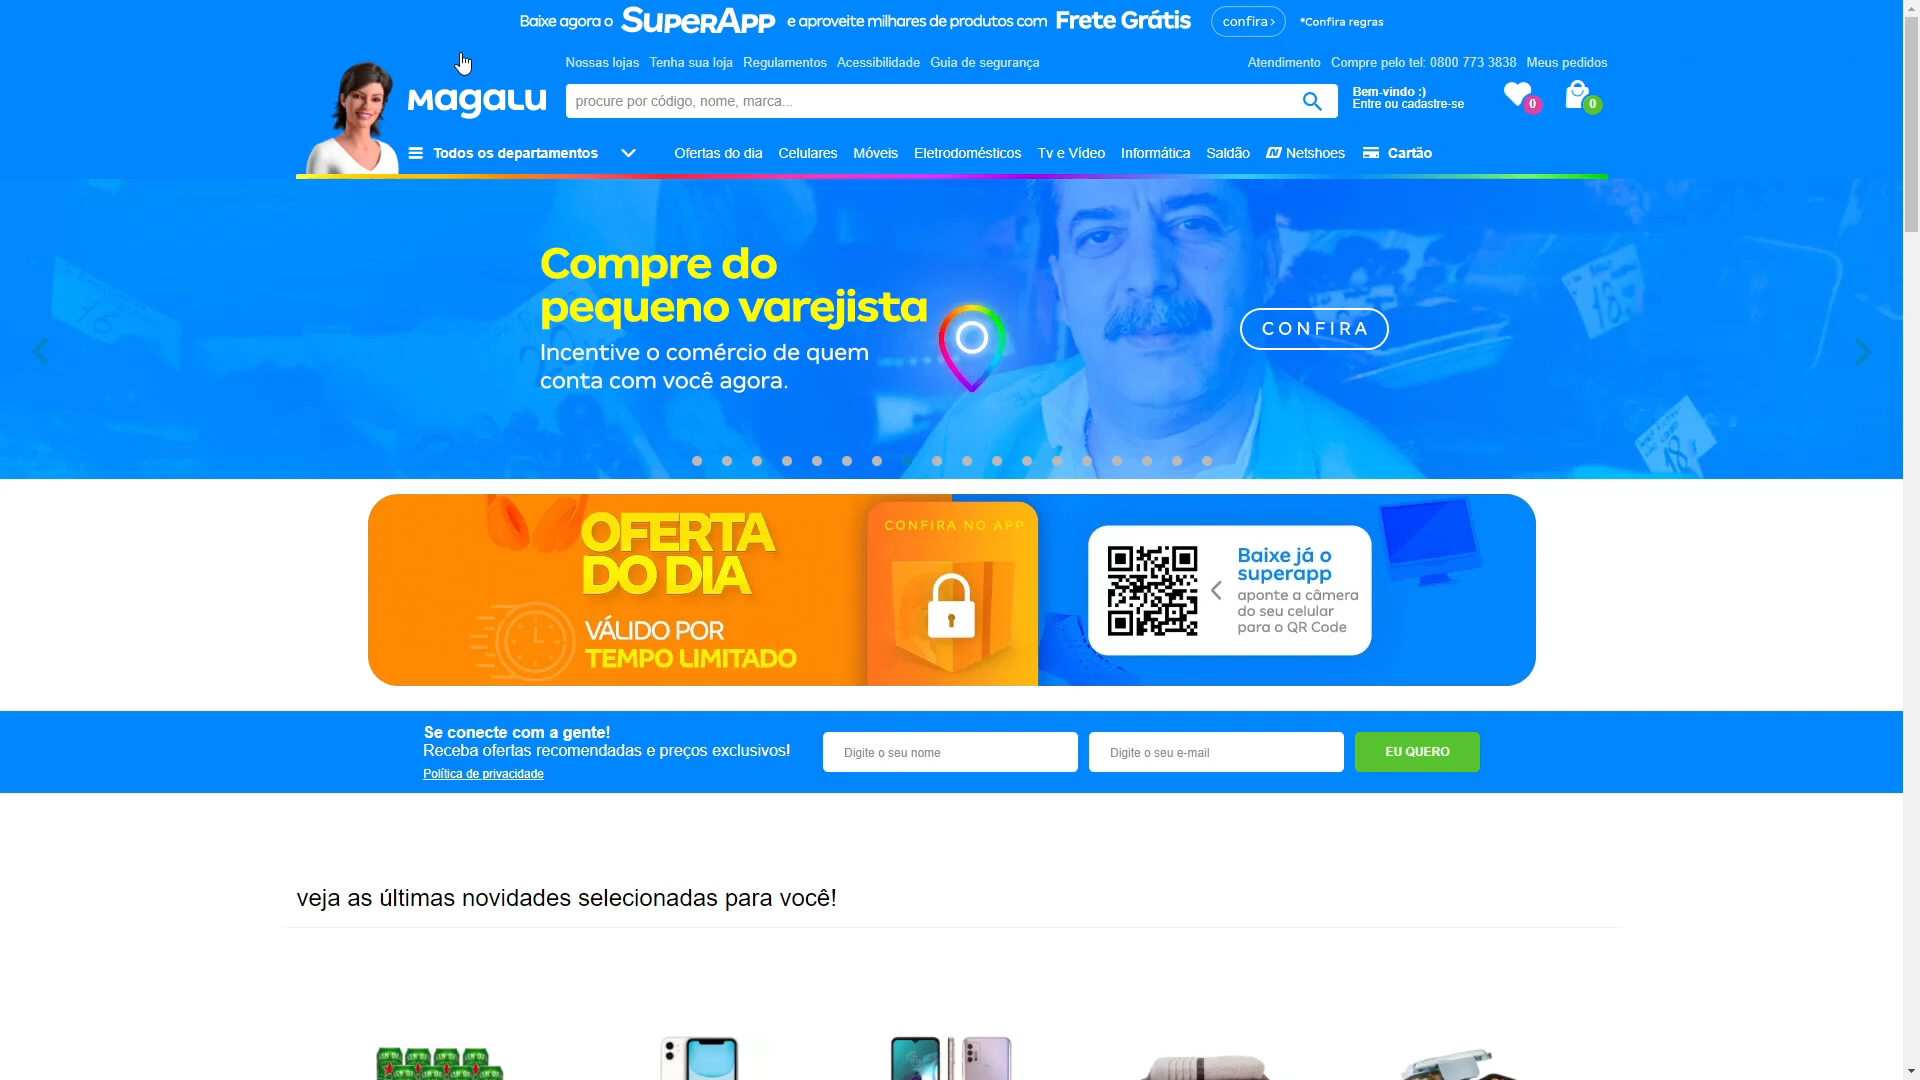 Baixe agora o SuperApp e aproveite milhares de produtos com Frete Grátis confira› *Confira regras
Nossas lojas Tenha sua loja Regulamentos Acessibilidade Guia de segurança Atendimento Compre pelo tel: 0800 773 3838 Meus pedidos
Magalu
procure por código, nome, marca...
Bem-vindo :)
Entre ou cadastre-se
0
0
Todos os departamentos Ofertas do dia Celulares Móveis Eletrodomésticos Tv e Vídeo Informática Saldão N Netshoes Cartão
Compre do
pequeno varejista
Incentive o comércio de quem
conta com você agora.
CONFIRA
OFERTA
DO DIA
VÁLIDO POR
TEMPO LIMITADO
CONFIRA NO APP
Baixe já o
superapp
aponte a câmera
do seu celular
para o QR Code
Se conecte com a gente!
Receba ofertas recomendadas e preços exclusivos!
Política de privacidade
Digite o seu nome
Digite o seu e-mail
EU QUERO
veja as últimas novidades selecionadas para você!